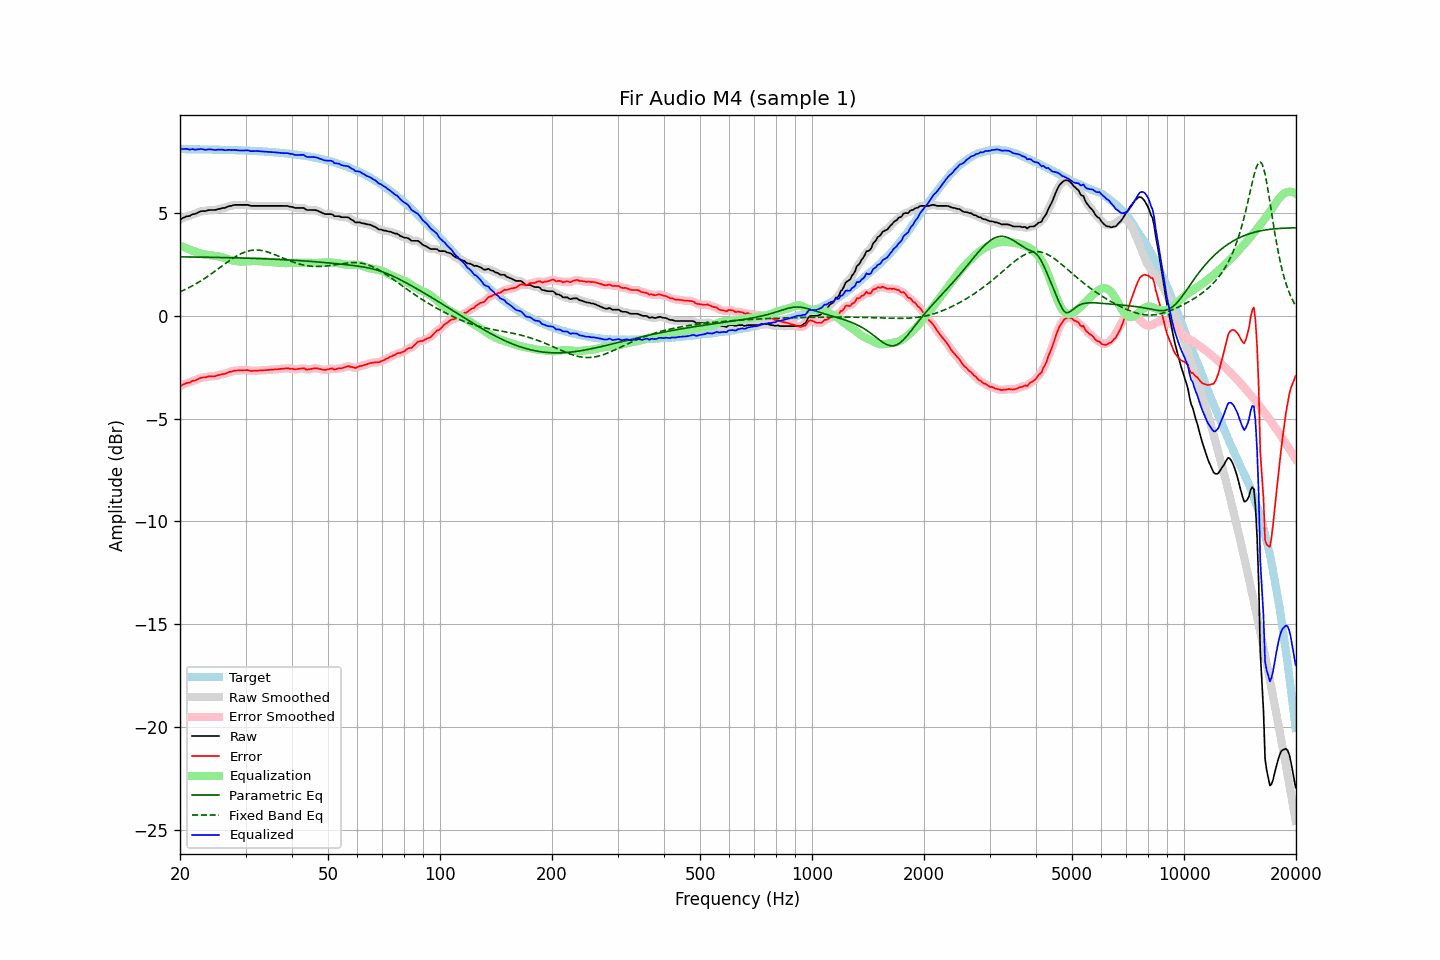 Fir Audio M4 (sample 1)
Amplitude (dBr)
5
0
−5
−10
−15
−20
−25
Target
Raw Smoothed
Error Smoothed
Raw
Error
Equalization
Parametric Eq
Fixed Band Eq
Equalized
20 50 100 200 500 1000 2000 5000 10000 20000
Frequency (Hz)